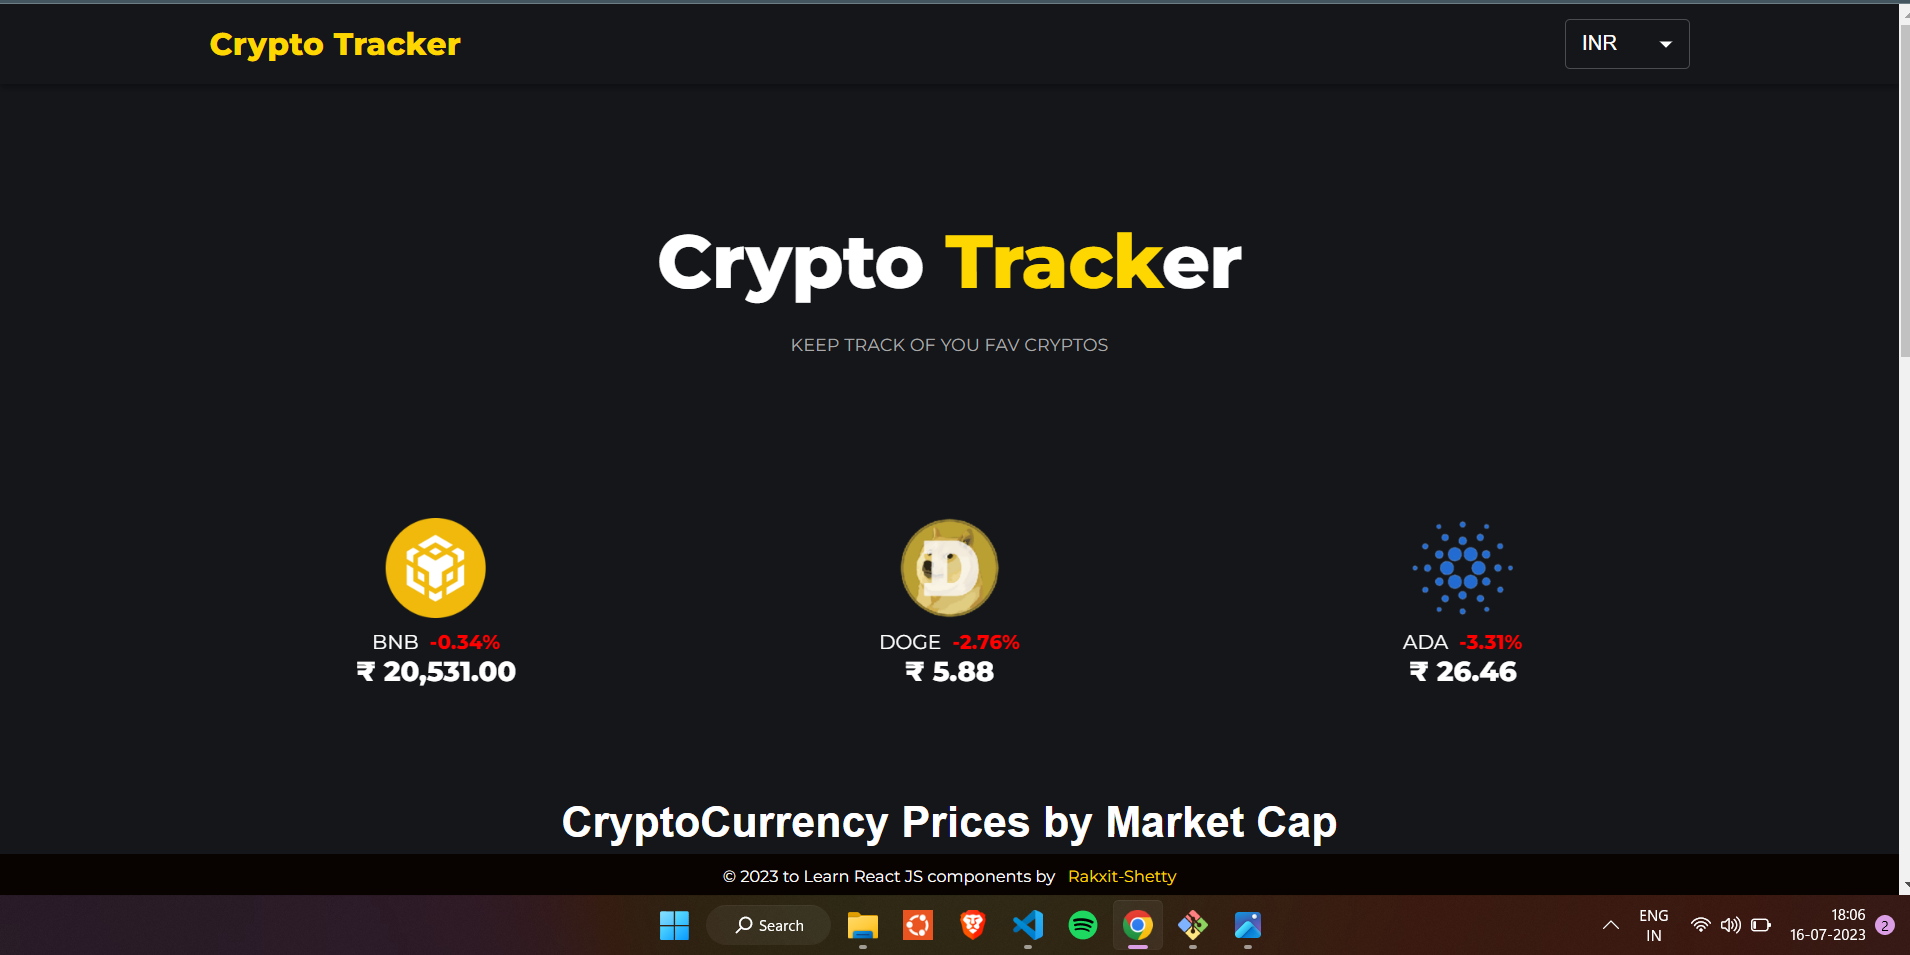 Crypto Tracker
INR
Crypto Tracker
KEEP TRACK OF YOU FAV CRYPTOS
BNB -0.34%
₹ 20,531.00
D
DOGE -2.76%
₹ 5.88
ADA -3.31%
₹ 26.46
CryptoCurrency Prices by Market Cap
© 2023 to Learn React JS components by Rakxit-Shetty
Search
ENG
IN
18:06
16-07-2023
2